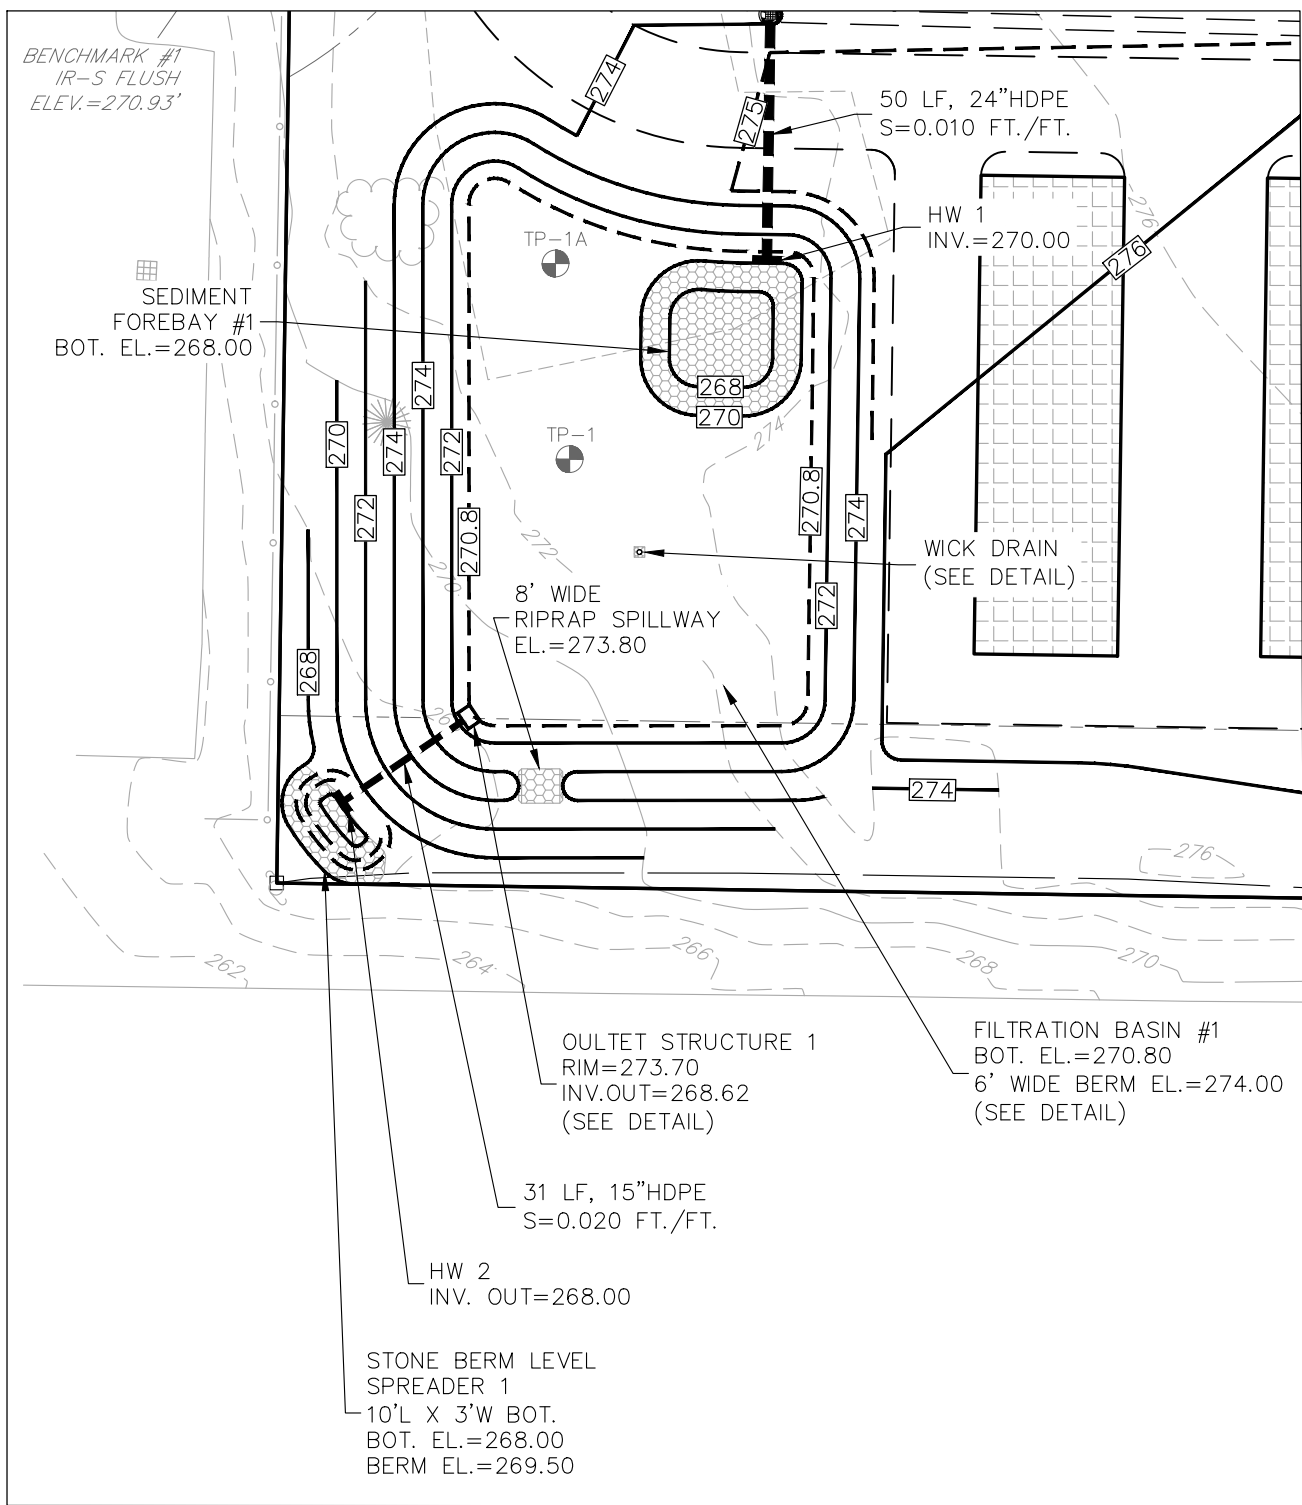 BENCHMARK #1
IR-S FLUSH
ELEV.=270.93'
274
275
50 LF, 24"HDPE
S=0.010 FT./FT.
276
HW 1
INV.=270.00
276
TP-1A
SEDIMENT
FOREBAY #1
BOT. EL.=268.00
274
268
270
270
274
272
TP-1
274
272
270.8
274
270.8
272
270
WICK DRAIN
(SEE DETAIL)
8' WIDE
RIPRAP SPILLWAY
EL.=273.80
272
268
274
276
262
264
266
268
270
OULTET STRUCTURE 1
RIM=273.70
INV.OUT=268.62
(SEE DETAIL)
FILTRATION BASIN #1
BOT. EL.=270.80
6' WIDE BERM EL.=274.00
(SEE DETAIL)
31 LF, 15"HDPE
S=0.020 FT./FT.
HW 2
INV. OUT=268.00
STONE BERM LEVEL
SPREADER 1
10'L X 3'W BOT.
BOT. EL.=268.00
BERM EL.=269.50